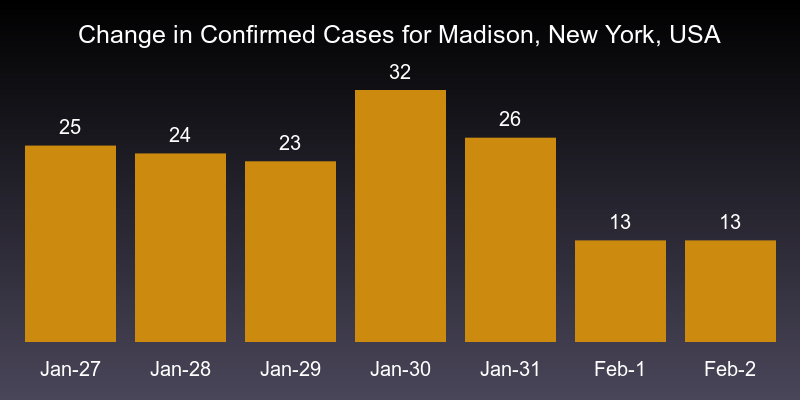 Change in Confirmed Cases for Madison, New York, USA
32
25
24
23
26
13
13
Jan-27
Jan-28
Jan-29
Jan-30
Jan-31
Feb-1
Feb-2